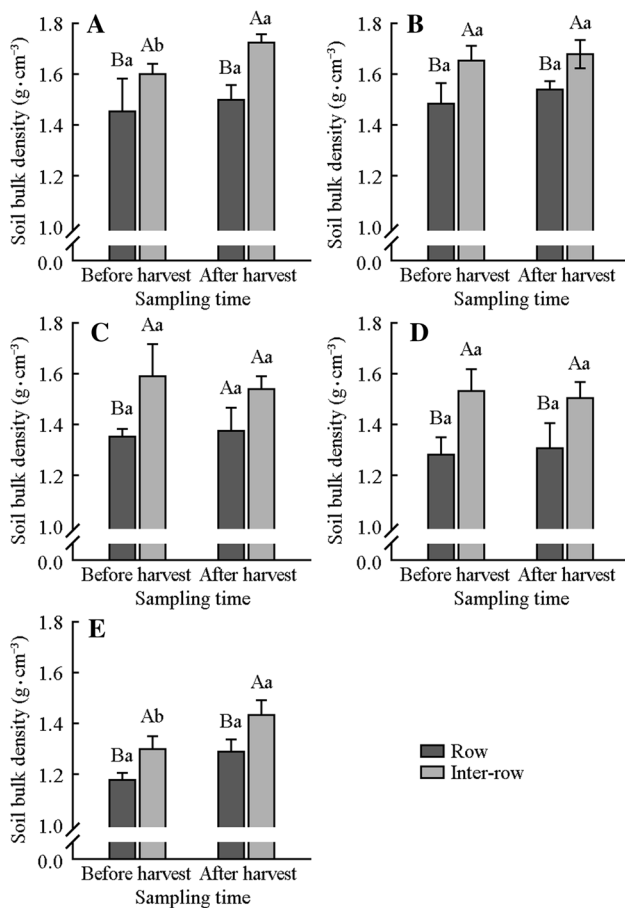 A
Soil bulk density (g·cm⁻³)
1.8
1.6
1.4
1.2
1.0
0.0
Ba
Ab
Ba
Aa
Before harvest
After harvest
Sampling time
B
Soil bulk density (g·cm⁻³)
1.8
1.6
1.4
1.2
1.0
0.0
Ba
Aa
Ba
Aa
Before harvest
After harvest
Sampling time
C
Soil bulk density (g·cm⁻³)
1.8
1.6
1.4
1.2
1.0
0.0
Ba
Aa
Aa
Aa
Before harvest
After harvest
Sampling time
D
Soil bulk density (g·cm⁻³)
1.8
1.6
1.4
1.2
1.0
0.0
Ba
Aa
Ba
Aa
Before harvest
After harvest
Sampling time
E
Soil bulk density (g·cm⁻³)
1.8
1.6
1.4
1.2
1.0
0.0
Ba
Ab
Ba
Aa
Before harvest
After harvest
Sampling time
Row
Inter-row